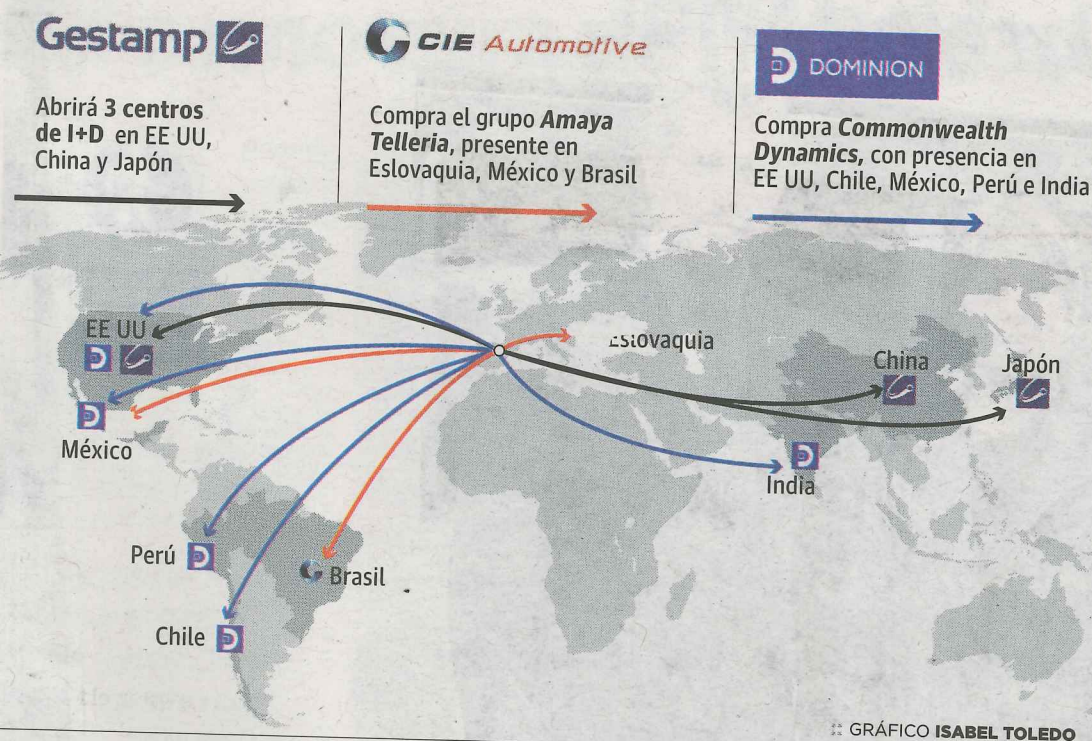 Gestamp
Abrirá 3 centros
de I+D en EE UU,
China y Japón
CIE Automotive
Compra el grupo Amaya
Telleria, presente en
Eslovaquia, México y Brasil
DOMINION
Compra Commonwealth
Dynamics, con presencia en
EE UU, Chile, México, Perú e India
EE UU
Eslovaquia
China
Japón
México
India
Perú
Brasil
Chile
:: GRÁFICO ISABEL TOLEDO